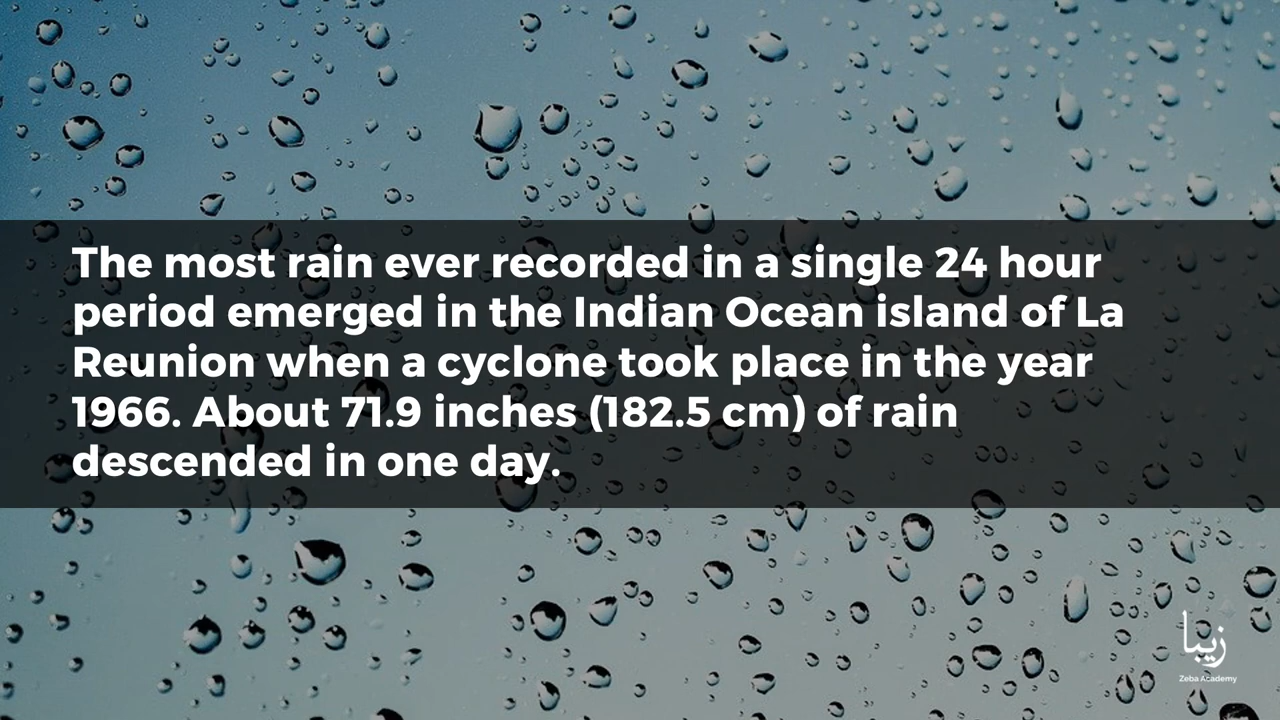 The most rain ever recorded in a single 24 hour
period emerged in the Indian Ocean island of La
Reunion when a cyclone took place in the year
1966. About 71.9 inches (182.5 cm) of rain
descended in one day.
زیبا
Zeba Academy